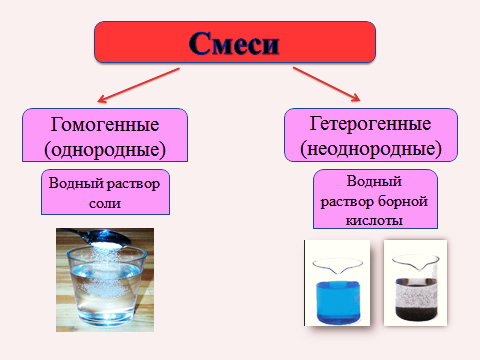 Смеси
Гомогенные
(однородные)
Гетерогенные
(неоднородные)
Водный раствор
соли
Водный
раствор борной
кислоты